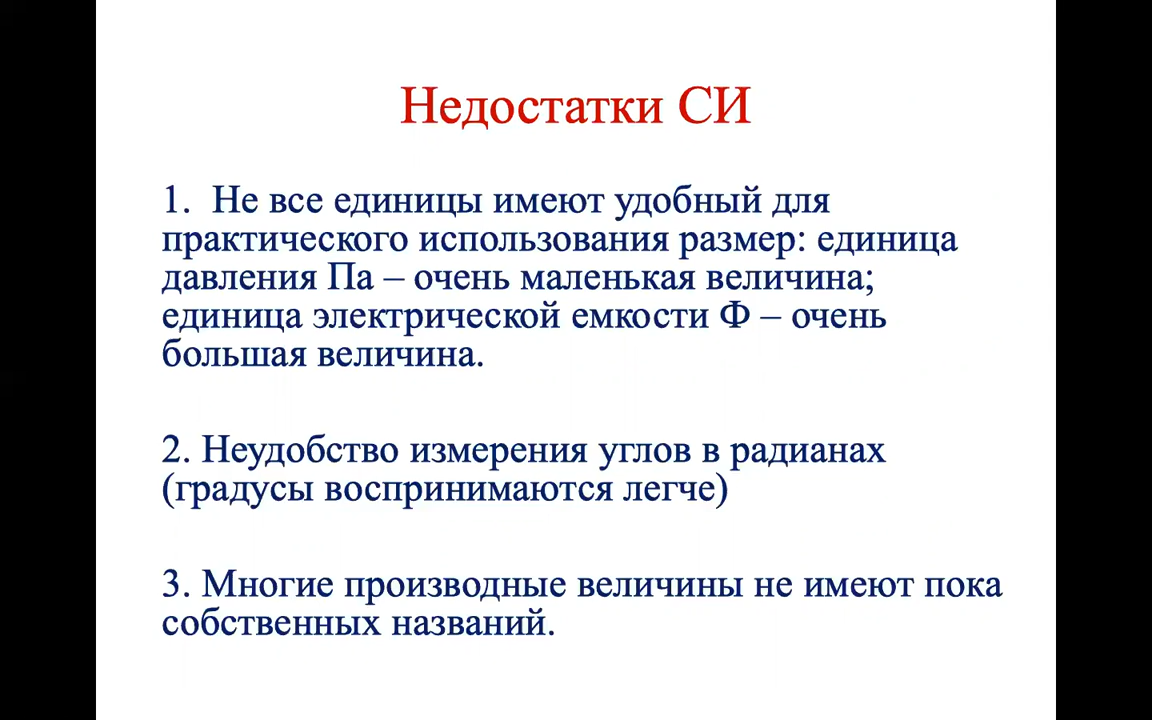 Недостатки СИ
1. Не все единицы имеют удобный для
практического использования размер: единица
давления Па – очень маленькая величина;
единица электрической емкости Ф – очень
большая величина.
2. Неудобство измерения углов в радианах
(градусы воспринимаются легче)
3. Многие производные величины не имеют пока
собственных названий.